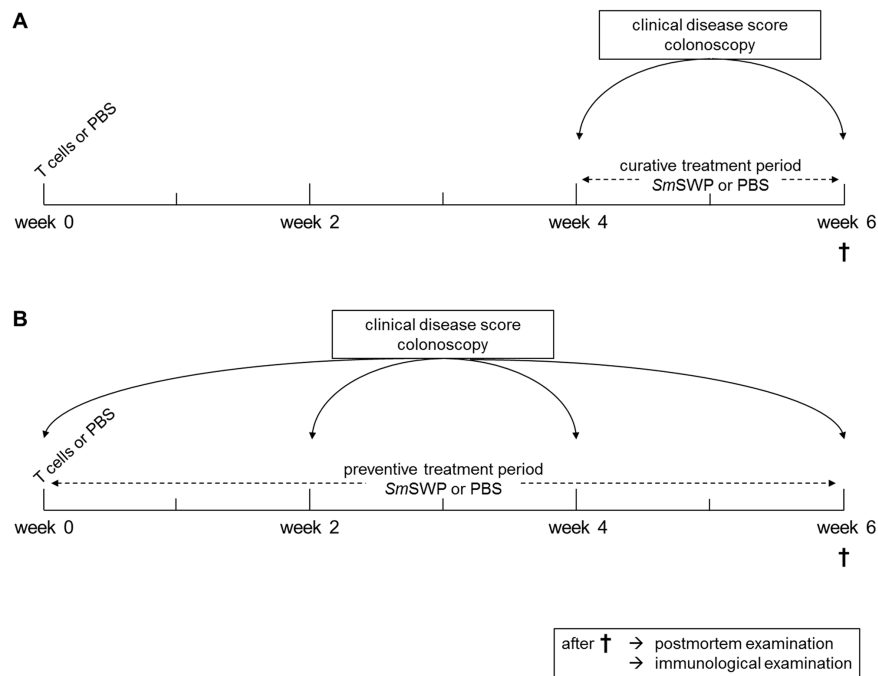 A
clinical disease score
colonoscopy
T cells or PBS
curative treatment period
SmSWP or PBS
week 0
week 2
week 4
week 6
†
B
clinical disease score
colonoscopy
T cells or PBS
preventive treatment period
SmSWP or PBS
week 0
week 2
week 4
week 6
†
after † → postmortem examination
→ immunological examination